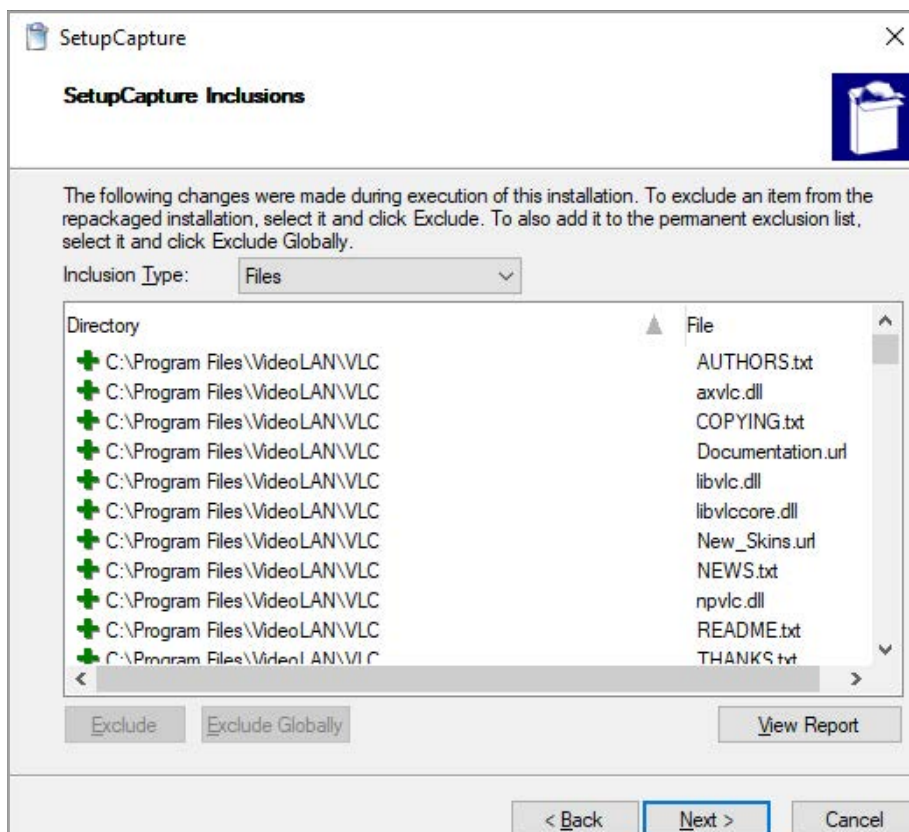 SetupCapture
SetupCapture Inclusions
The following changes were made during execution of this installation. To exclude an item from the
repackaged installation, select it and click Exclude. To also add it to the permanent exclusion list,
select it and click Exclude Globally.
Inclusion Type: Files
Directory File
C:\Program Files\VideoLAN\VLC AUTHORS.txt
C:\Program Files\VideoLAN\VLC axvlc.dll
C:\Program Files\VideoLAN\VLC COPYING.txt
C:\Program Files\VideoLAN\VLC Documentation.url
C:\Program Files\VideoLAN\VLC libvlc.dll
C:\Program Files\VideoLAN\VLC libvlccore.dll
C:\Program Files\VideoLAN\VLC New_Skins.url
C:\Program Files\VideoLAN\VLC NEWS.txt
C:\Program Files\VideoLAN\VLC npvlc.dll
C:\Program Files\VideoLAN\VLC README.txt
C:\Program Files\VideoLAN\VLC THANKS.txt
Exclude Exclude Globally View Report
< Back Next > Cancel